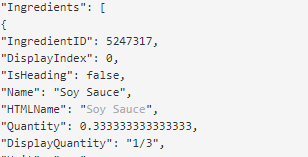 "Ingredients": [
{
"IngredientID": 5247317,
"DisplayIndex": 0,
"IsHeading": false,
"Name": "Soy Sauce",
"HTMLName": "Soy Sauce",
"Quantity": 0.333333333333333,
"DisplayQuantity": "1/3",